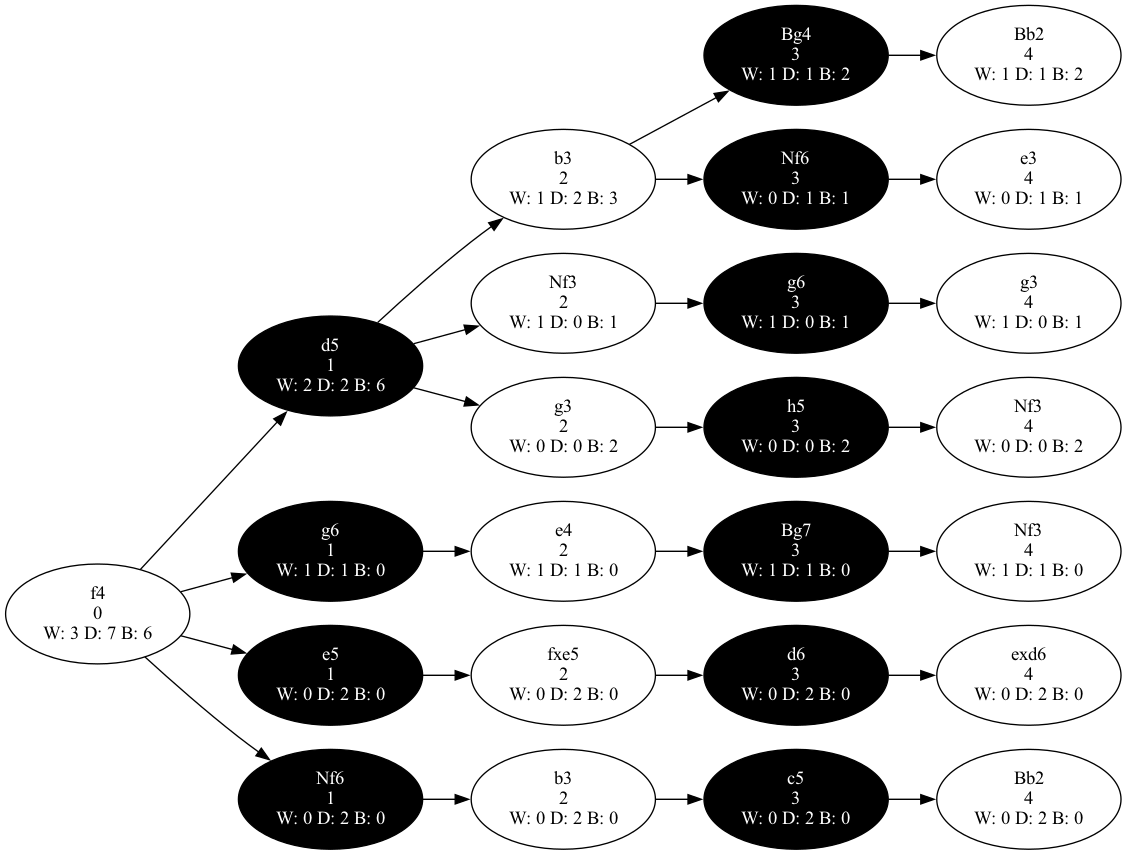 Bg4
3
W: 1 D: 1 B: 2
Bb2
4
W: 1 D: 1 B: 2
b3
2
W: 1 D: 2 B: 3
Nf6
3
W: 0 D: 1 B: 1
e3
4
W: 0 D: 1 B: 1
Nf3
2
W: 1 D: 0 B: 1
g6
3
W: 1 D: 0 B: 1
g3
4
W: 1 D: 0 B: 1
d5
1
W: 2 D: 2 B: 6
g3
2
W: 0 D: 0 B: 2
h5
3
W: 0 D: 0 B: 2
Nf3
4
W: 0 D: 0 B: 2
g6
1
W: 1 D: 1 B: 0
e4
2
W: 1 D: 1 B: 0
Bg7
3
W: 1 D: 1 B: 0
Nf3
4
W: 1 D: 1 B: 0
f4
0
W: 3 D: 7 B: 6
e5
1
W: 0 D: 2 B: 0
fxe5
2
W: 0 D: 2 B: 0
d6
3
W: 0 D: 2 B: 0
exd6
4
W: 0 D: 2 B: 0
Nf6
1
W: 0 D: 2 B: 0
b3
2
W: 0 D: 2 B: 0
c5
3
W: 0 D: 2 B: 0
Bb2
4
W: 0 D: 2 B: 0